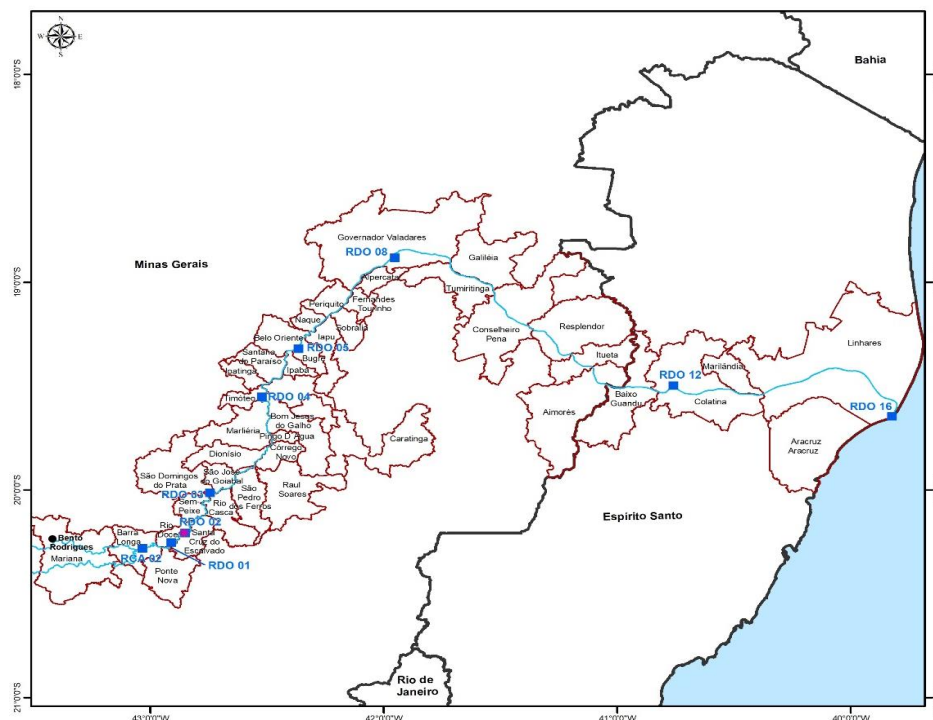 N
W
E
S
18°0'0"S
19°0'0"S
20°0'0"S
21°0'0"S
Bahia
Minas Gerais
Governador Valadares
RDO 08
Galiléia
Alpercata
Tumiritinga
Periquito
Fernandes
Tourinho
Naque
Sobrália
Conselheiro
Pena
Resplendor
Belo Oriente
Iapu
RDO 05
Linhares
Santana
do Paraíso
Bugre
Itueta
Ipatinga
Ipaba
Marilândia
RDO 12
Timóteo
RDO 04
Baixo
Guandu
Colatina
RDO 16
Aimorés
Bom Jesus
do Galho
Marliéria
Pingo D'Água
Caratinga
Aracruz
Aracruz
Córrego
Novo
Dionísio
São Domingos
do Prata
São José
do Goiabal
RDO 03
São
Pedro
dos Ferros
Raul
Soares
Sem
Peixe
Rio
Casca
Espirito Santo
RDO 02
Rio
Doce
Santa
Cruz do
Escalvado
Bento
Rodrigues
Barra
Longa
Mariana
RCA 02
RDO 01
Ponte
Nova
Rio de
Janeiro
43°0'0"W
42°0'0"W
41°0'0"W
40°0'0"W